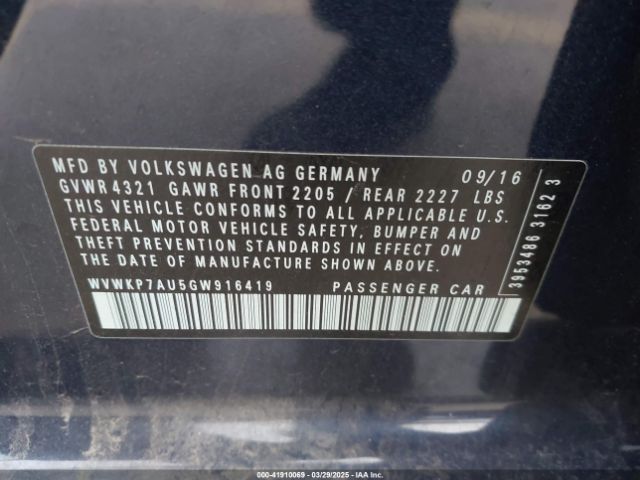 MFD BY VOLKSWAGEN AG GERMANY 09/16
GVWR 4321 GAWR FRONT 2205 / REAR 2227 LBS
THIS VEHICLE CONFORMS TO ALL APPLICABLE U.S.
FEDERAL MOTOR VEHICLE SAFETY, BUMPER AND
THEFT PREVENTION STANDARDS IN EFFECT ON
THE DATE OF MANUFACTURE SHOWN ABOVE.
WVWKP7AU5GW916419 PASSENGER CAR
3953486 3162 3
000-41910069 - 03/29/2025 - IAA Inc.